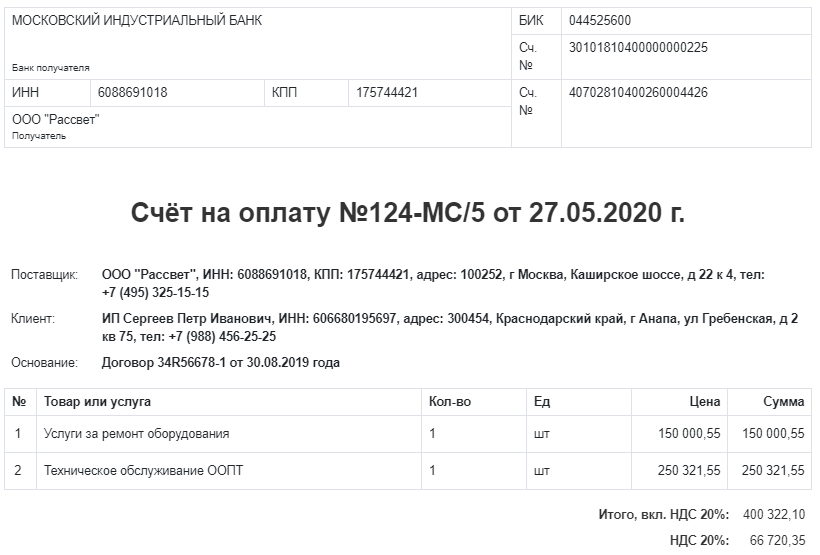 МОСКОВСКИЙ ИНДУСТРИАЛЬНЫЙ БАНК
Банк получателя
БИК 044525600
Сч. № 30101810400000000225
ИНН 6088691018 КПП 175744421
Сч. № 40702810400260004426
ООО "Рассвет"
Получатель
Счёт на оплату №124-МС/5 от 27.05.2020 г.
Поставщик: ООО "Рассвет", ИНН: 6088691018, КПП: 175744421, адрес: 100252, г Москва, Каширское шоссе, д 22 к 4, тел:
+7 (495) 325-15-15
Клиент: ИП Сергеев Петр Иванович, ИНН: 606680195697, адрес: 300454, Краснодарский край, г Анапа, ул Гребенская, д 2
кв 75, тел: +7 (988) 456-25-25
Основание: Договор 34R56678-1 от 30.08.2019 года
№ Товар или услуга Кол-во Ед Цена Сумма
1 Услуги за ремонт оборудования 1 шт 150 000,55 150 000,55
2 Техническое обслуживание ООПТ 1 шт 250 321,55 250 321,55
Итого, вкл. НДС 20%: 400 322,10
НДС 20%: 66 720,35